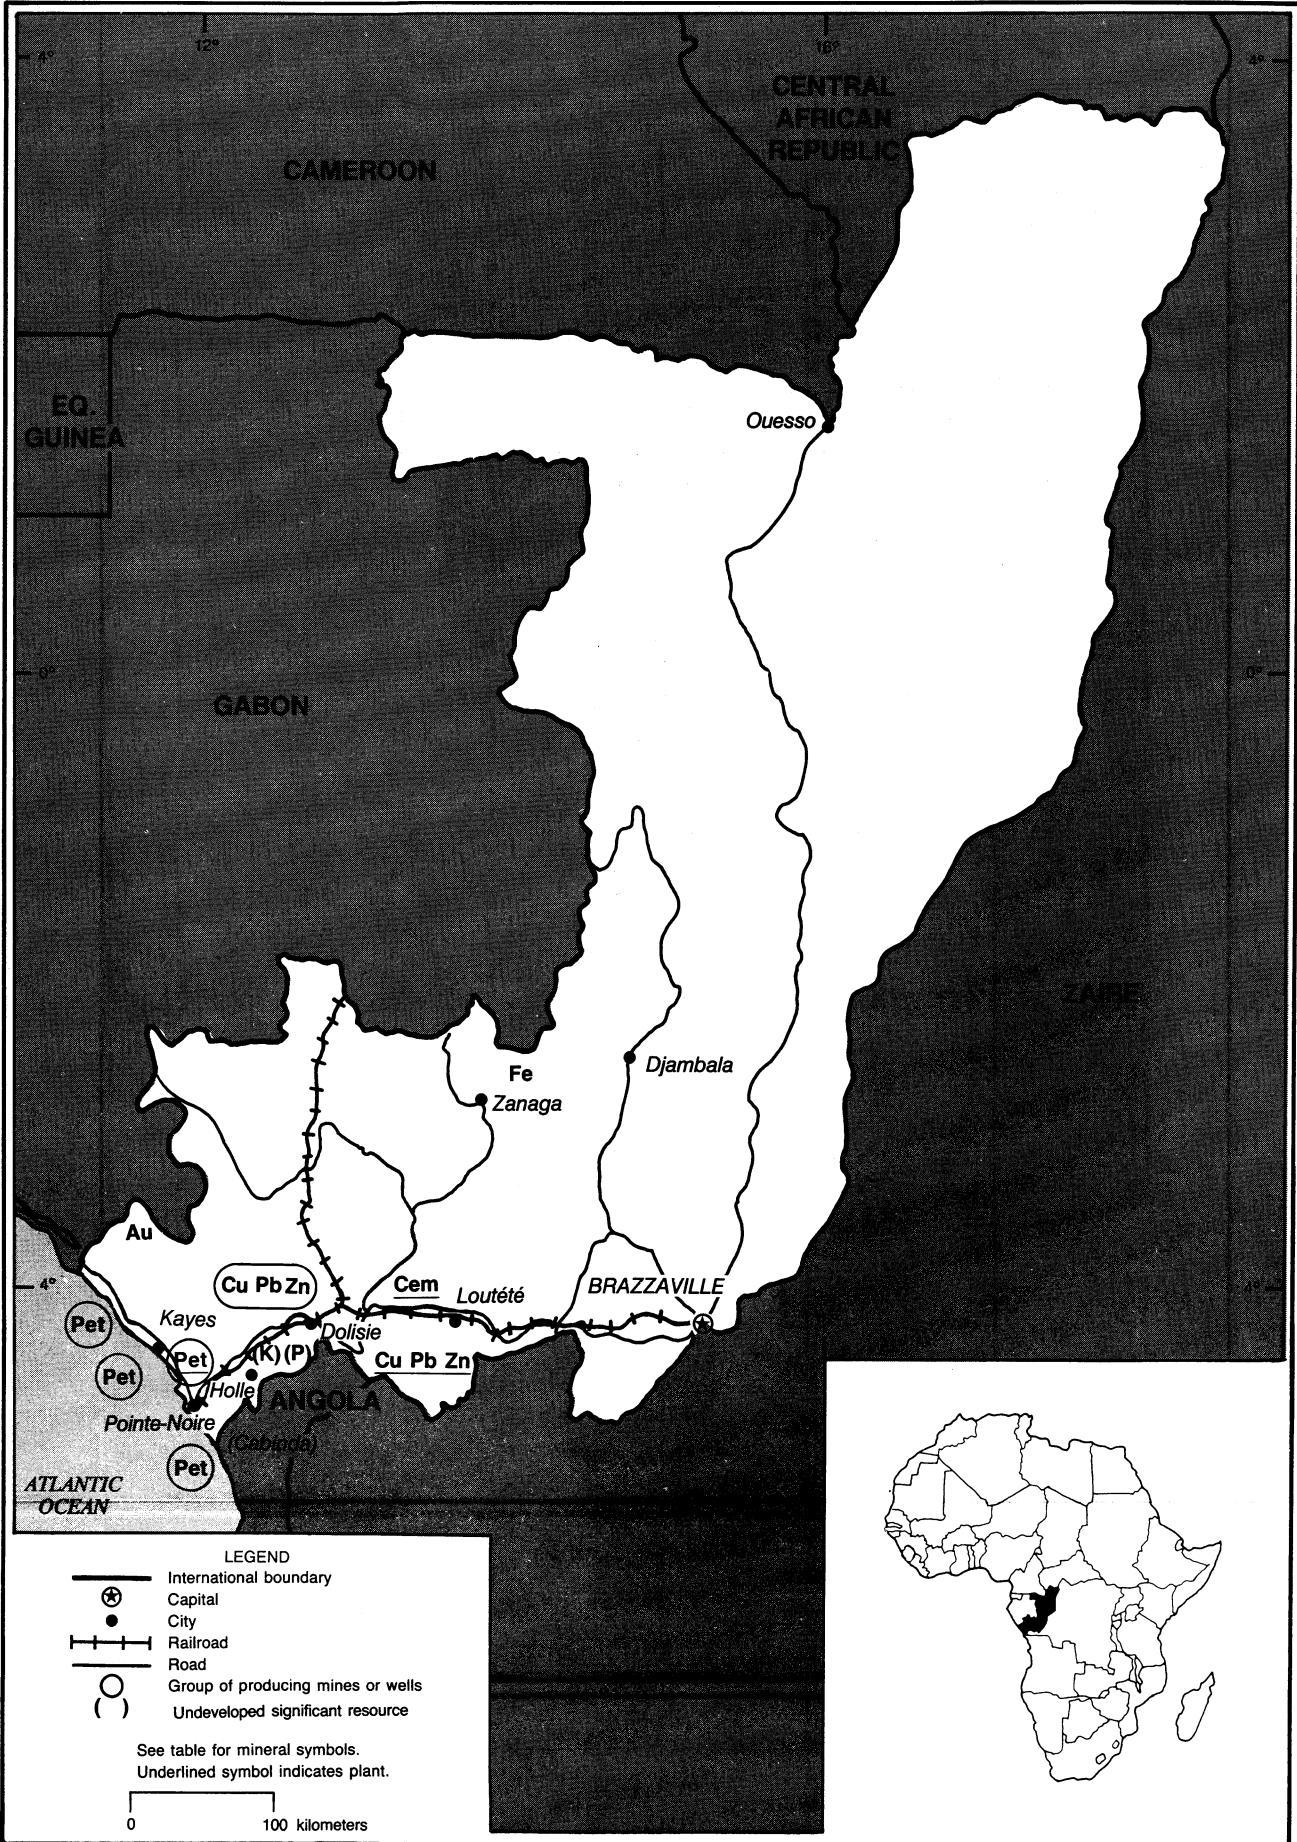 12°
16°
4°
4°
CENTRAL
AFRICAN
REPUBLIC
CAMEROON
EQ.
GUINEA
Ouesso
0°
0°
GABON
ZAIRE
Djambala
Fe
Zanaga
Au
4°
4°
Cu Pb Zn
Cem
Loutété
BRAZZAVILLE
Pet
Kayes
Dolisie
Pet
(K) (P)
Cu Pb Zn
Pet
Holle
ANGOLA
Pointe-Noire
(Cabinda)
Pet
ATLANTIC
OCEAN
LEGEND
International boundary
Capital
City
Railroad
Road
Group of producing mines or wells
( ) Undeveloped significant resource
See table for mineral symbols.
Underlined symbol indicates plant.
0 100 kilometers